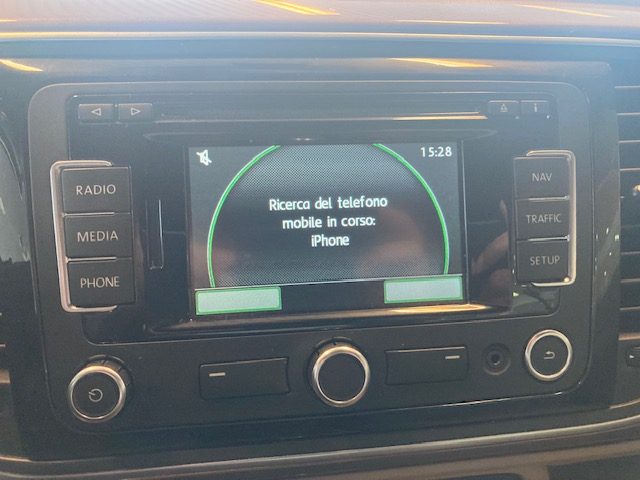 15:28
RADIO
MEDIA
PHONE
Ricerca del telefono
mobile in corso:
iPhone
NAV
TRAFFIC
SETUP